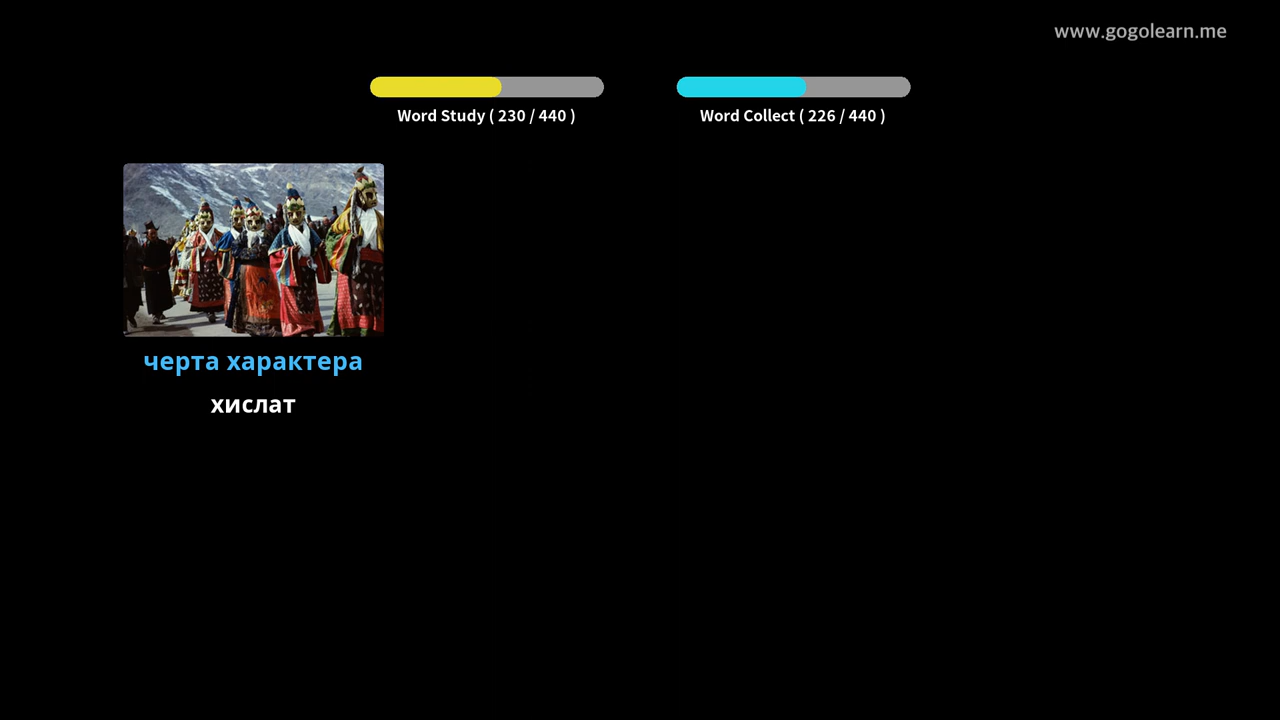 www.gogolearn.me
Word Study ( 230 / 440 )
Word Collect ( 226 / 440 )
черта характера
хислат